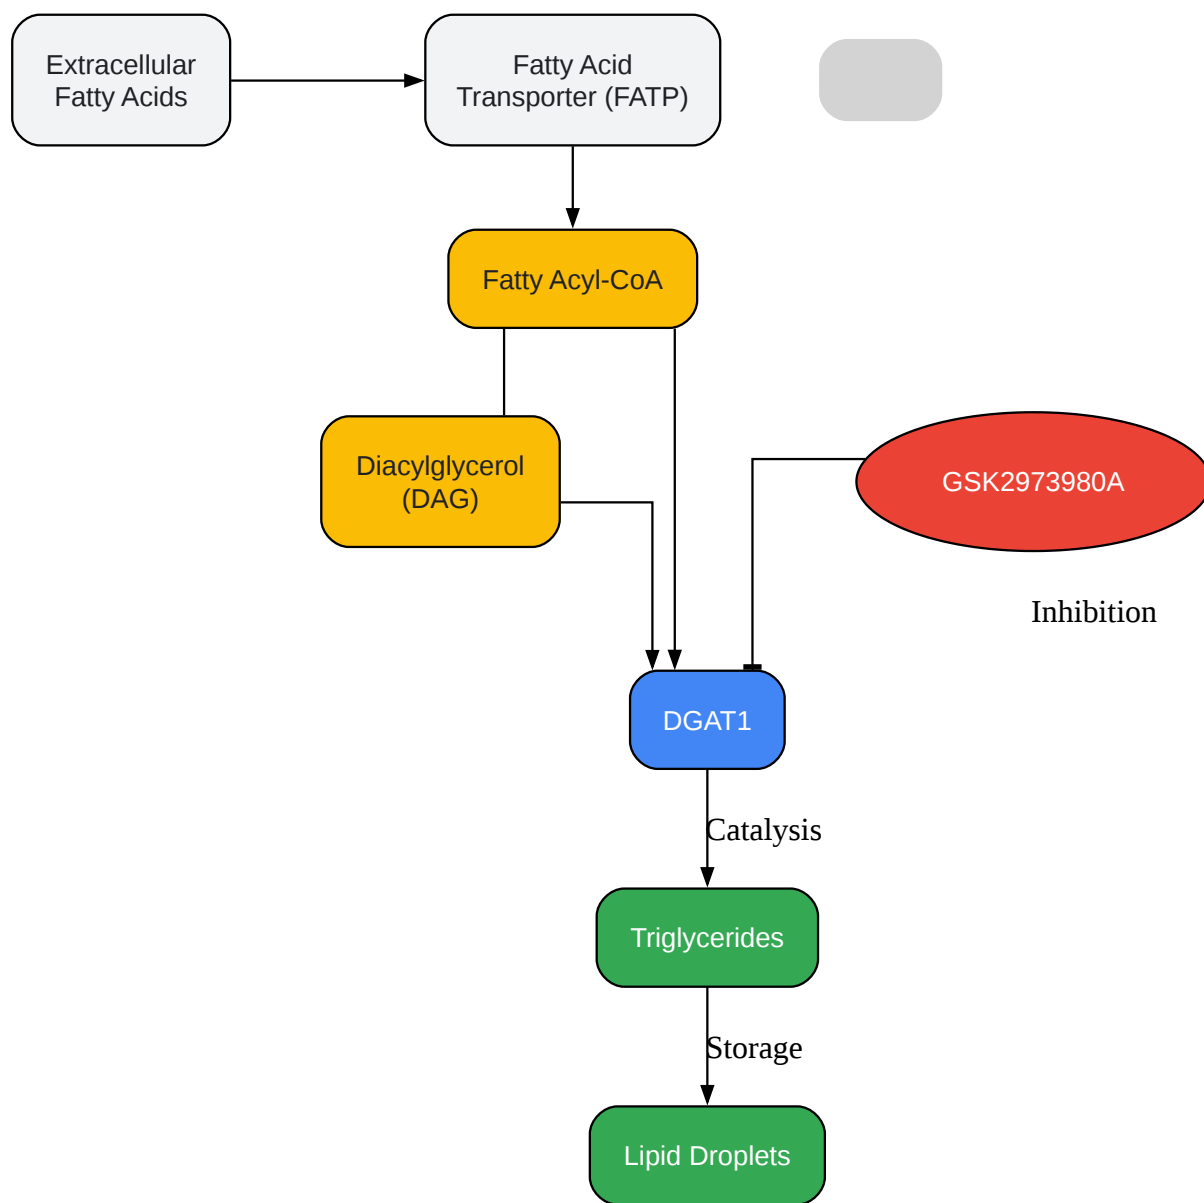 Extracellular
Fatty Acids
Fatty Acid
Transporter (FATP)
Fatty Acyl-CoA
Diacylglycerol
(DAG)
GSK2973980A
Inhibition
DGAT1
Catalysis
Triglycerides
Storage
Lipid Droplets